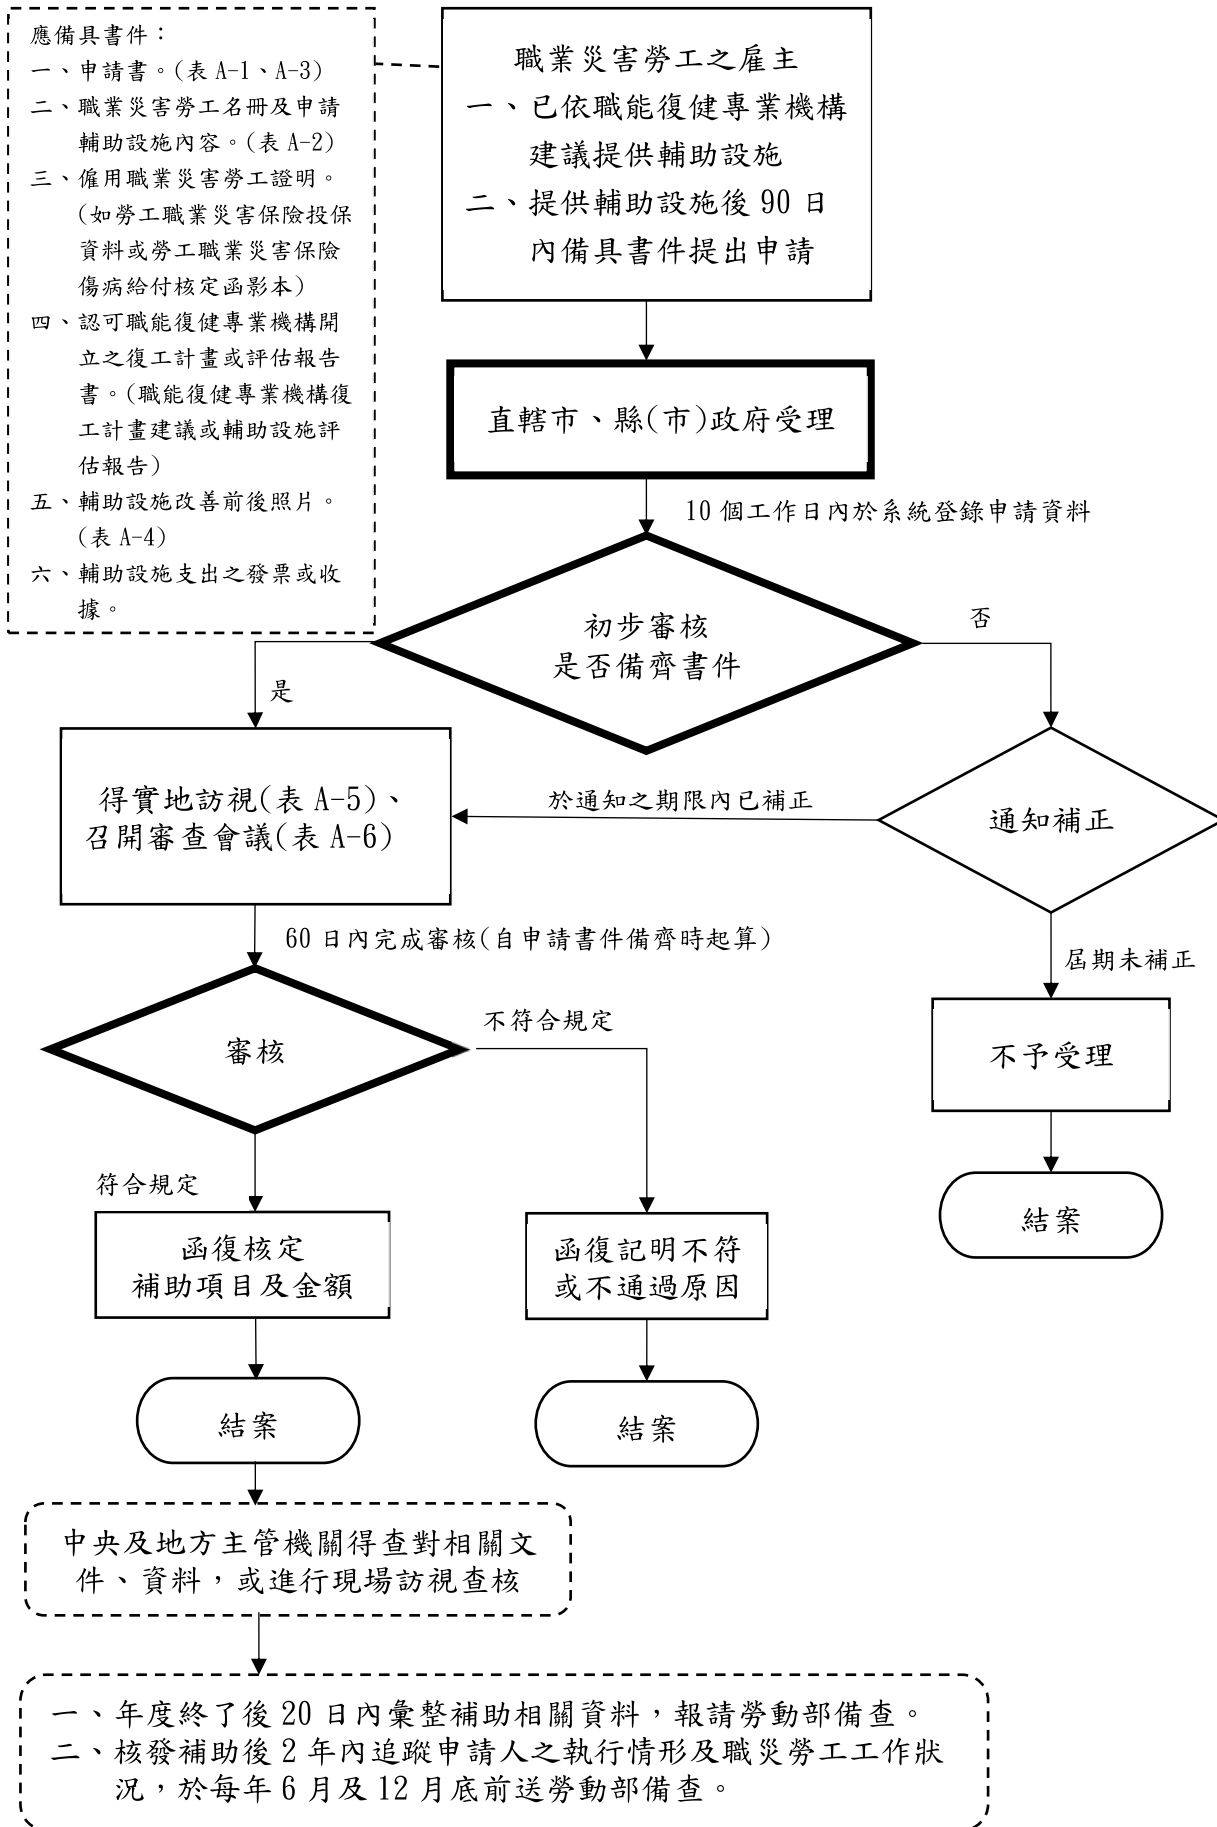 應備具書件：
一、申請書。(表 A-1、A-3)
二、職業災害勞工名冊及申請
輔助設施內容。(表 A-2)
三、僱用職業災害勞工證明。
(如勞工職業災害保險投保
資料或勞工職業災害保險
傷病給付核定函影本)
四、認可職能復健專業機構開
立之復工計畫或評估報告
書。(職能復健專業機構復
工計畫建議或輔助設施評
估報告)
五、輔助設施改善前後照片。
(表 A-4)
六、輔助設施支出之發票或收
據。
職業災害勞工之雇主
一、已依職能復健專業機構
建議提供輔助設施
二、提供輔助設施後 90 日
內備具書件提出申請
直轄市、縣(市)政府受理
10 個工作日內於系統登錄申請資料
初步審核
是否備齊書件
否
是
得實地訪視(表 A-5)、
召開審查會議(表 A-6)
於通知之期限內已補正
通知補正
60 日內完成審核(自申請書件備齊時起算)
屆期未補正
不予受理
結案
審核
不符合規定
符合規定
函復核定
補助項目及金額
函復記明不符
或不通過原因
結案
結案
中央及地方主管機關得查對相關文
件、資料，或進行現場訪視查核
一、年度終了後 20 日內彙整補助相關資料，報請勞動部備查。
二、核發補助後 2 年內追蹤申請人之執行情形及職災勞工工作狀
況，於每年 6 月及 12 月底前送勞動部備查。